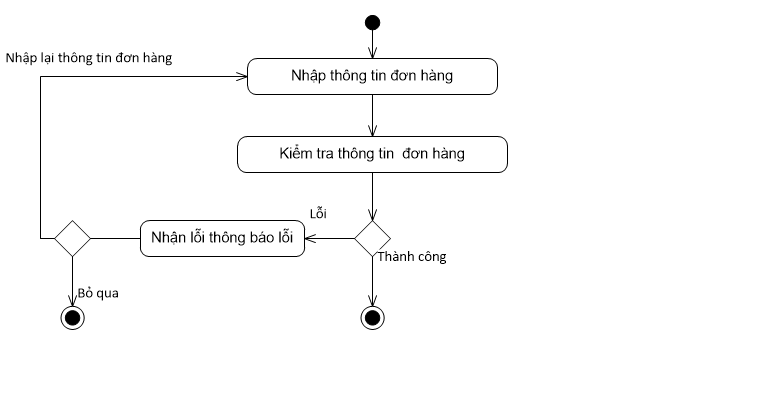 Nhập lại thông tin đơn hàng
Nhập thông tin đơn hàng
Kiểm tra thông tin đơn hàng
Lỗi
Nhận lỗi thông báo lỗi
Thành công
Bỏ qua